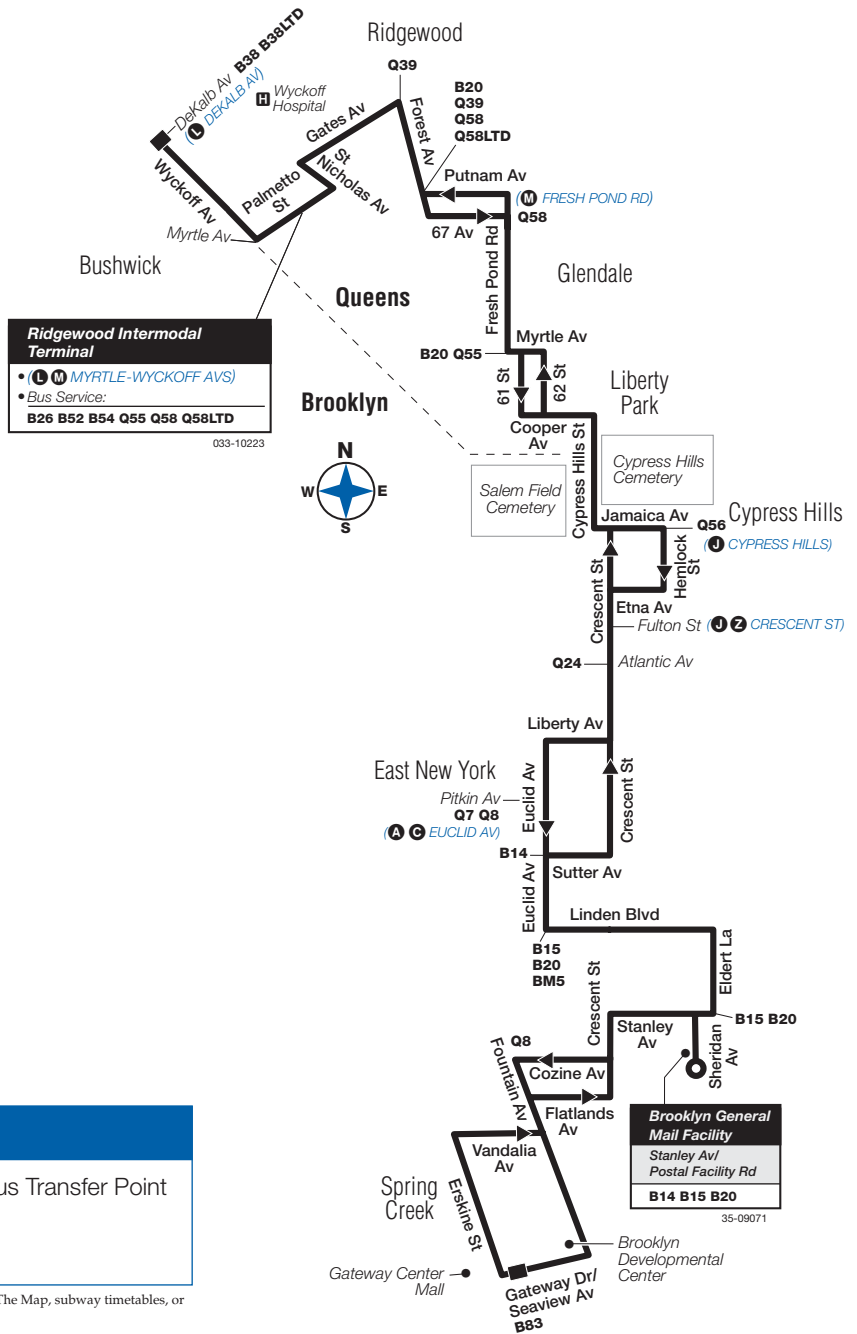 Ridgewood
DeKalb Av B38 B38LTD
(L DEKALB AV)
H Wyckoff
Hospital
Q39
B20
Q39
Q58
Q58LTD
Gates Av
Forest Av
St
Nicholas Av
Palmetto
St
Wyckoff Av
Myrtle Av
Putnam Av
(M FRESH POND RD)
Q58
67 Av
Fresh Pond Rd
Bushwick
Glendale
Queens
Ridgewood Intermodal
Terminal
• (L M MYRTLE-WYCKOFF AVS)
• Bus Service:
B26 B52 B54 Q55 Q58 Q58LTD
033-10223
Myrtle Av
B20 Q55
61 St
62 St
Liberty
Park
Brooklyn
Cooper
Av
N
W
E
S
Cypress Hills St
Cypress Hills
Cemetery
Salem Field
Cemetery
Jamaica Av
Q56
Cypress Hills
(J CYPRESS HILLS)
Hemlock
St
Crescent St
Etna Av
Fulton St (J Z CRESCENT ST)
Q24
Atlantic Av
Liberty Av
East New York
Euclid Av
Crescent St
Pitkin Av
Q7 Q8
(A C EUCLID AV)
B14
Sutter Av
Euclid Av
Linden Blvd
B15
B20
BM5
Eldert La
Crescent St
Stanley
Av
B15 B20
Sheridan
Av
Q8
Fountain Av
Cozine Av
Flatlands
Av
Brooklyn General
Mail Facility
Stanley Av/
Postal Facility Rd
B14 B15 B20
35-09071
Vandalia
Av
Spring
Creek
Erskine St
Brooklyn
Developmental
Center
Gateway Center
Mall
Gateway Dr/
Seaview Av
B83
us Transfer Point
The Map, subway timetables, or